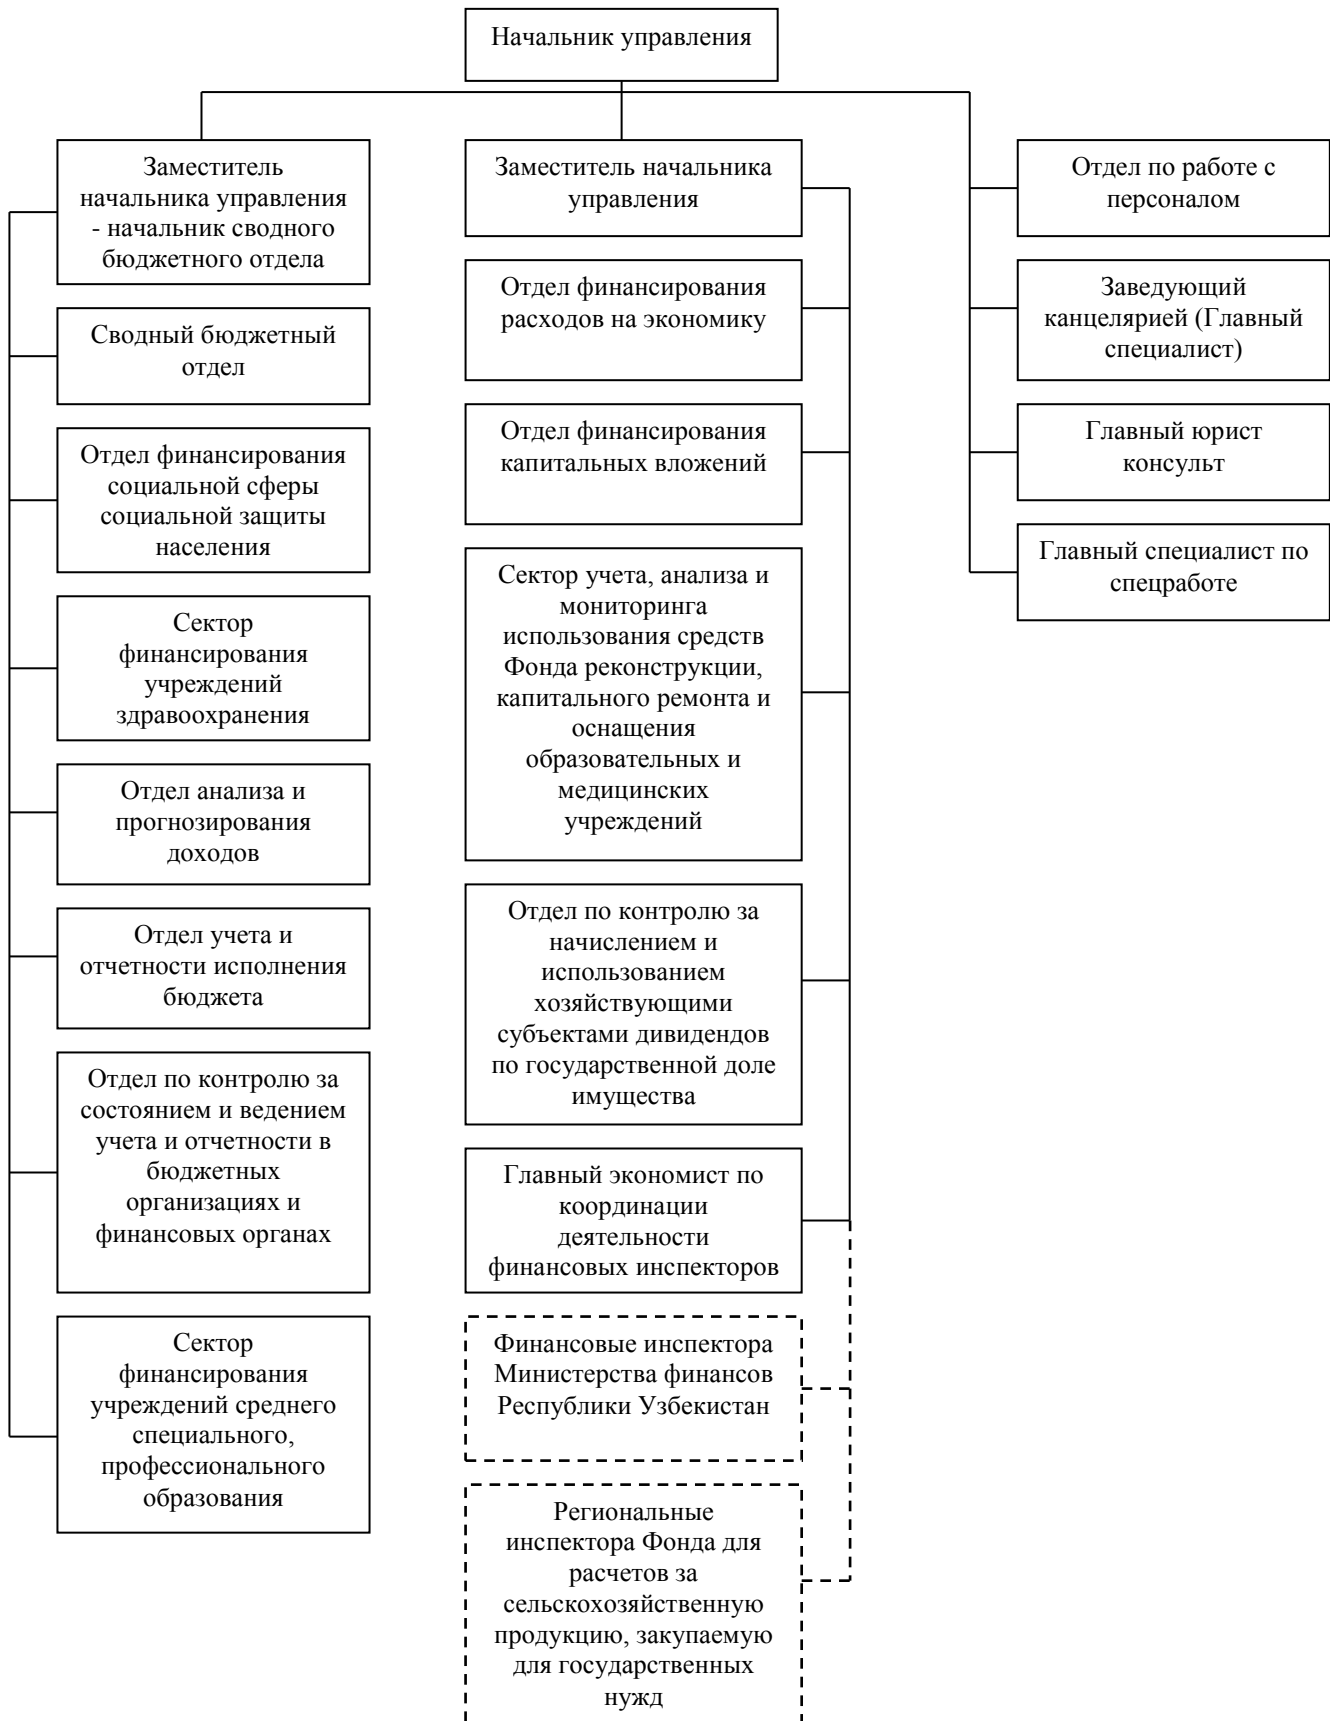 Начальник управления
Заместитель
начальника управления
- начальник сводного
бюджетного отдела
Сводный бюджетный
отдел
Отдел финансирования
социальной сферы
социальной защиты
населения
Сектор
финансирования
учреждений
здравоохранения
Отдел анализа и
прогнозирования
доходов
Отдел учета и
отчетности исполнения
бюджета
Отдел по контролю за
состоянием и ведением
учета и отчетности в
бюджетных
организациях и
финансовых органах
Сектор
финансирования
учреждений среднего
специального,
профессионального
образования
Заместитель начальника
управления
Отдел финансирования
расходов на экономику
Отдел финансирования
капитальных вложений
Сектор учета, анализа и
мониторинга
использования средств
Фонда реконструкции,
капитального ремонта и
оснащения
образовательных и
медицинских
учреждений
Отдел по контролю за
начислением и
использованием
хозяйствующими
субъектами дивидендов
по государственной доле
имущества
Главный экономист по
координации
деятельности
финансовых инспекторов
Финансовые инспектора
Министерства финансов
Республики Узбекистан
Региональные
инспектора Фонда для
расчетов за
сельскохозяйственную
продукцию, закупаемую
для государственных
нужд
Отдел по работе с
персоналом
Заведующий
канцелярией (Главный
специалист)
Главный юрист
консульт
Главный специалист по
спецработе